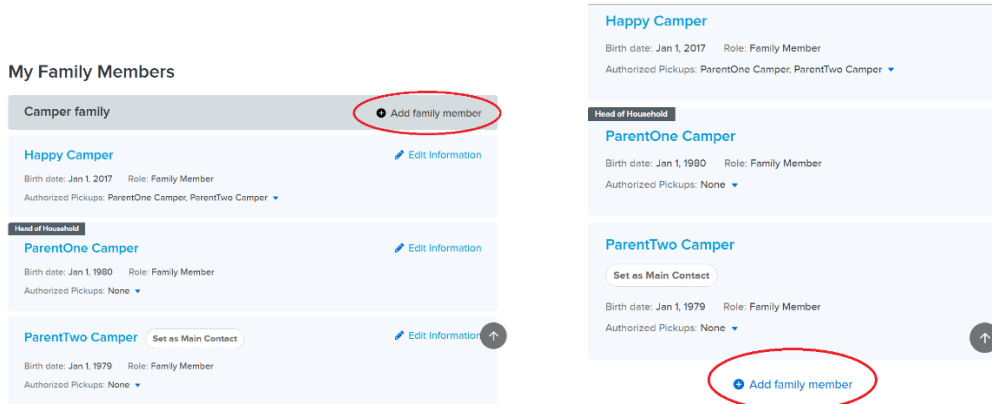 My Family Members
Camper family
Add family member
Happy Camper
Edit Information
Birth date: Jan 1, 2017 Role: Family Member
Authorized Pickups: ParentOne Camper, ParentTwo Camper
Head of Household
ParentOne Camper
Edit Information
Birth date: Jan 1, 1980 Role: Family Member
Authorized Pickups: None
ParentTwo Camper Set as Main Contact
Edit Information
Birth date: Jan 1, 1979 Role: Family Member
Authorized Pickups: None
Happy Camper
Birth date: Jan 1, 2017 Role: Family Member
Authorized Pickups: ParentOne Camper, ParentTwo Camper
Head of Household
ParentOne Camper
Birth date: Jan 1, 1980 Role: Family Member
Authorized Pickups: None
ParentTwo Camper
Set as Main Contact
Birth date: Jan 1, 1979 Role: Family Member
Authorized Pickups: None
Add family member